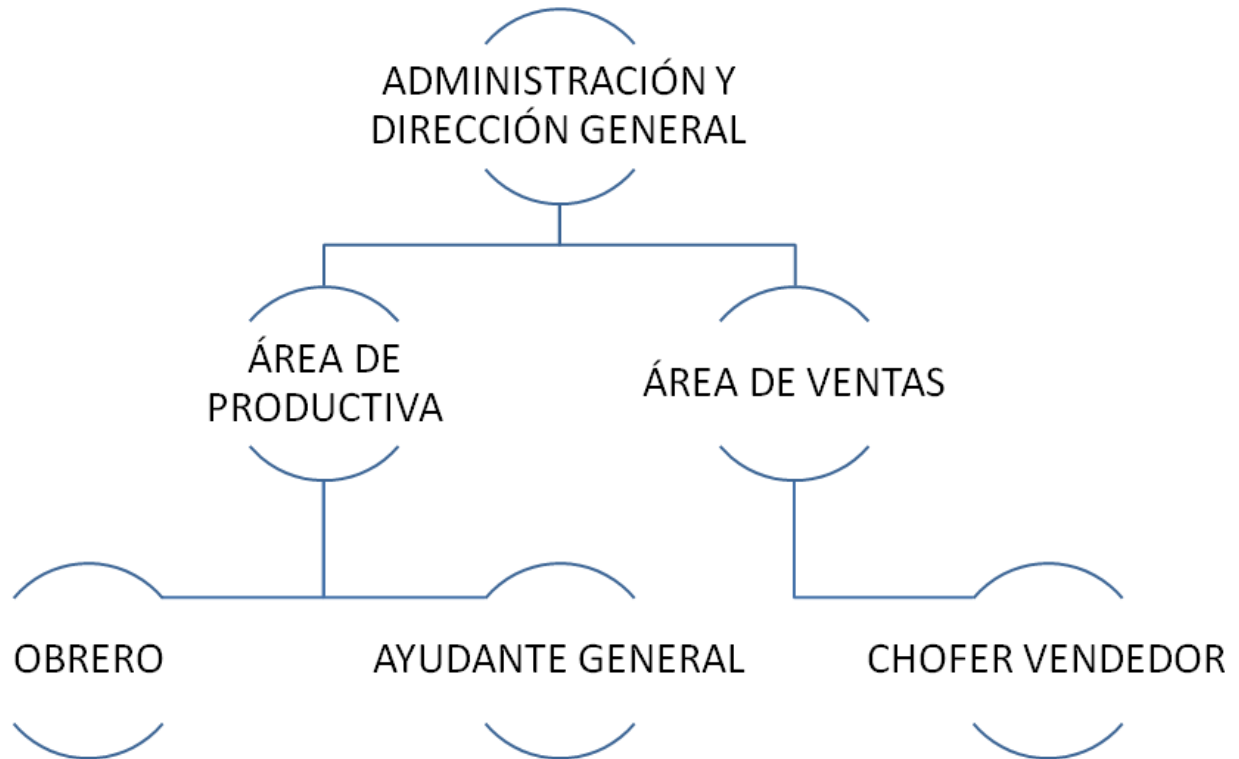 ADMINISTRACIÓN Y
DIRECCIÓN GENERAL
ÁREA DE
PRODUCTIVA
ÁREA DE VENTAS
OBRERO
AYUDANTE GENERAL
CHOFER VENDEDOR